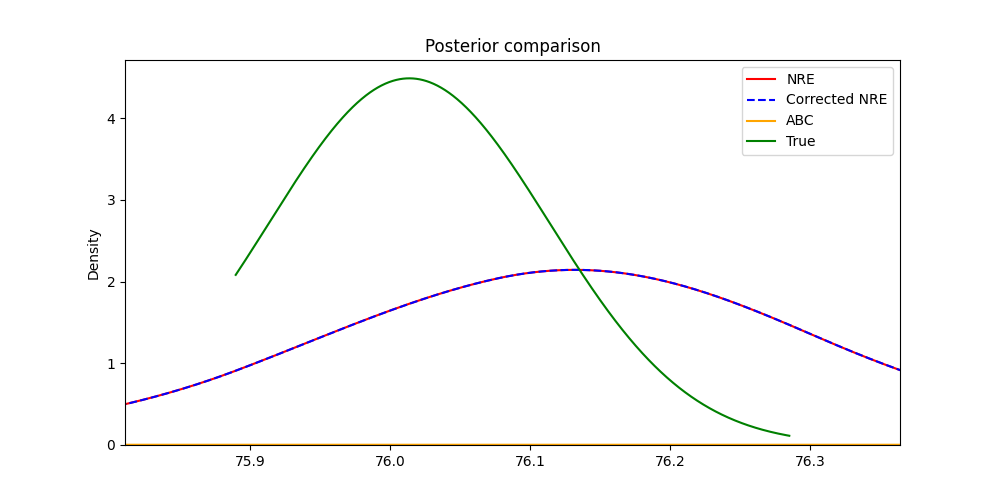 Posterior comparison
NRE
Corrected NRE
ABC
True
Density
4
3
2
1
0
75.9 76.0 76.1 76.2 76.3